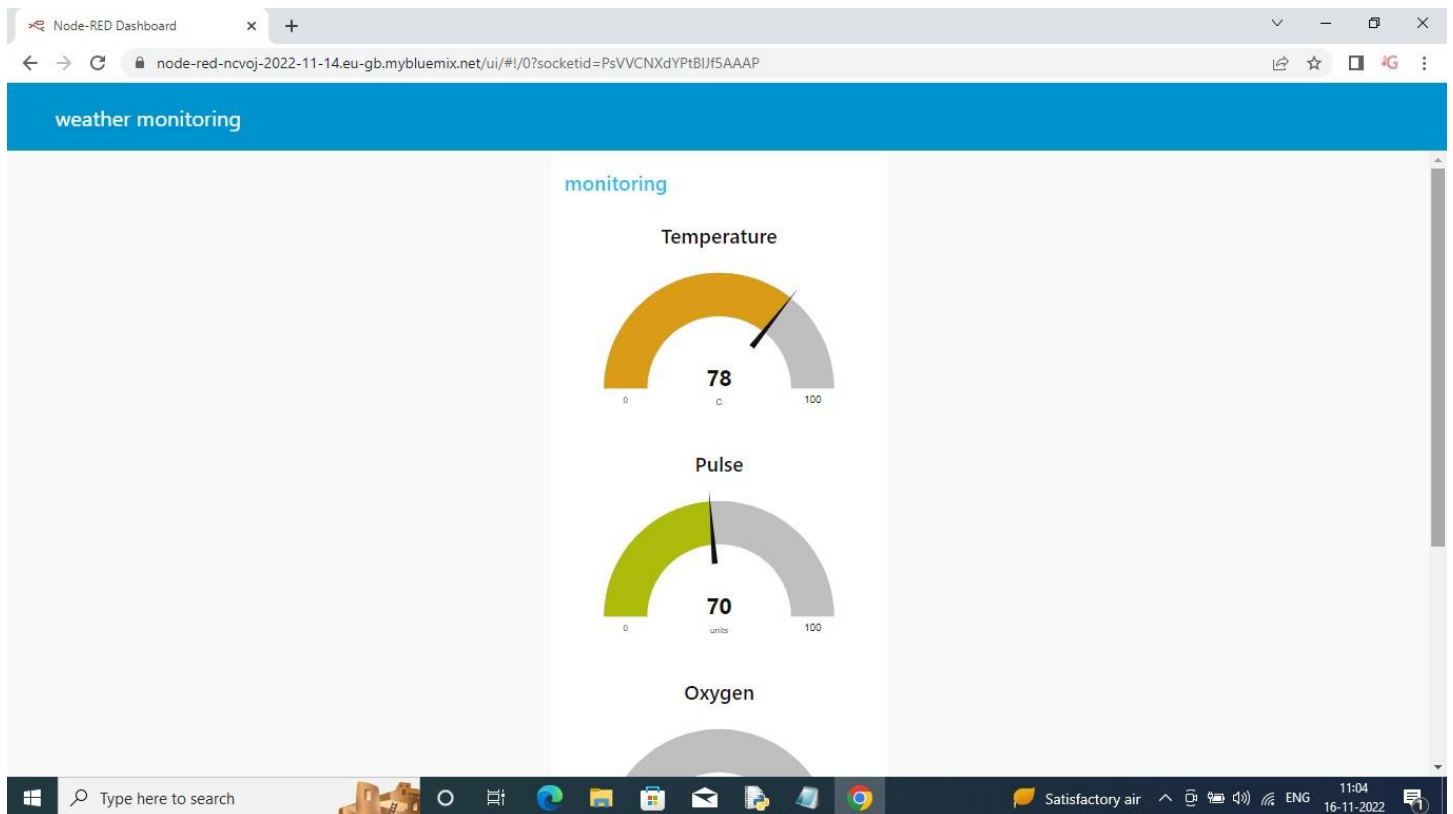 Node-RED Dashboard
node-red-ncvoj-2022-11-14.eu-gb.mybluemix.net/ui/#!/0?socketid=PsVVCNXdYPtBIJf5AAAP
weather monitoring
monitoring
Temperature
78
0 C 100
Pulse
70
0 units 100
Oxygen
Type here to search
Satisfactory air
ENG
11:04
16-11-2022
1